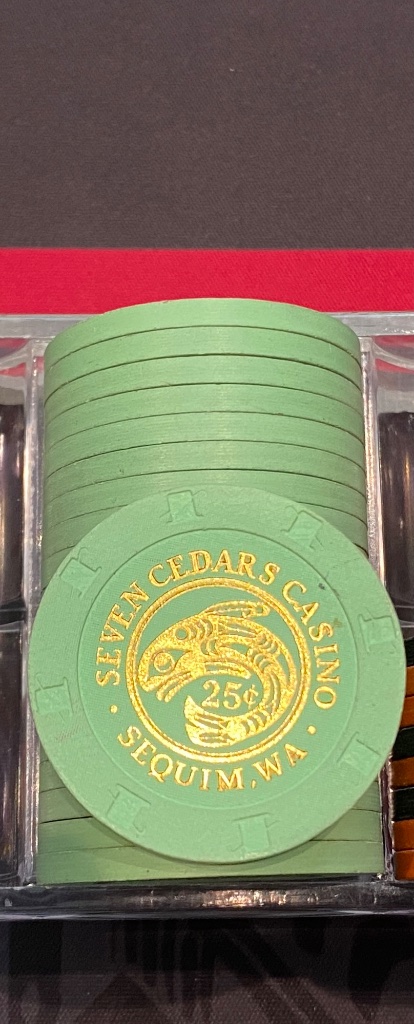 SEVEN CEDARS CASINO
25¢
· SEQUIM, WA ·